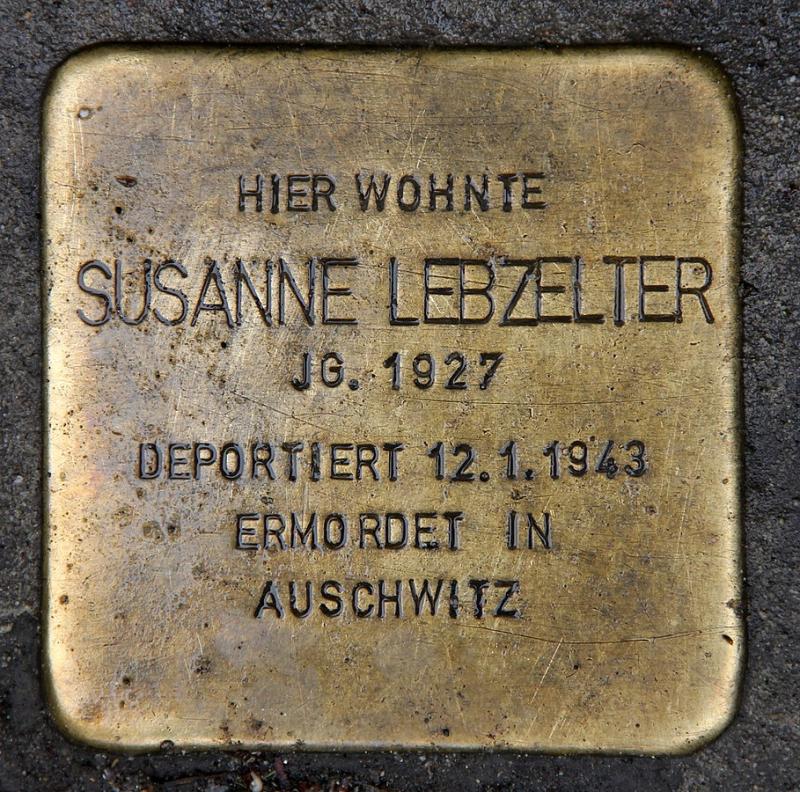 HIER WOHNTE
SUSANNE LEBZELTER
JG. 1927
DEPORTIERT 12.1.1943
ERMORDET IN
AUSCHWITZ